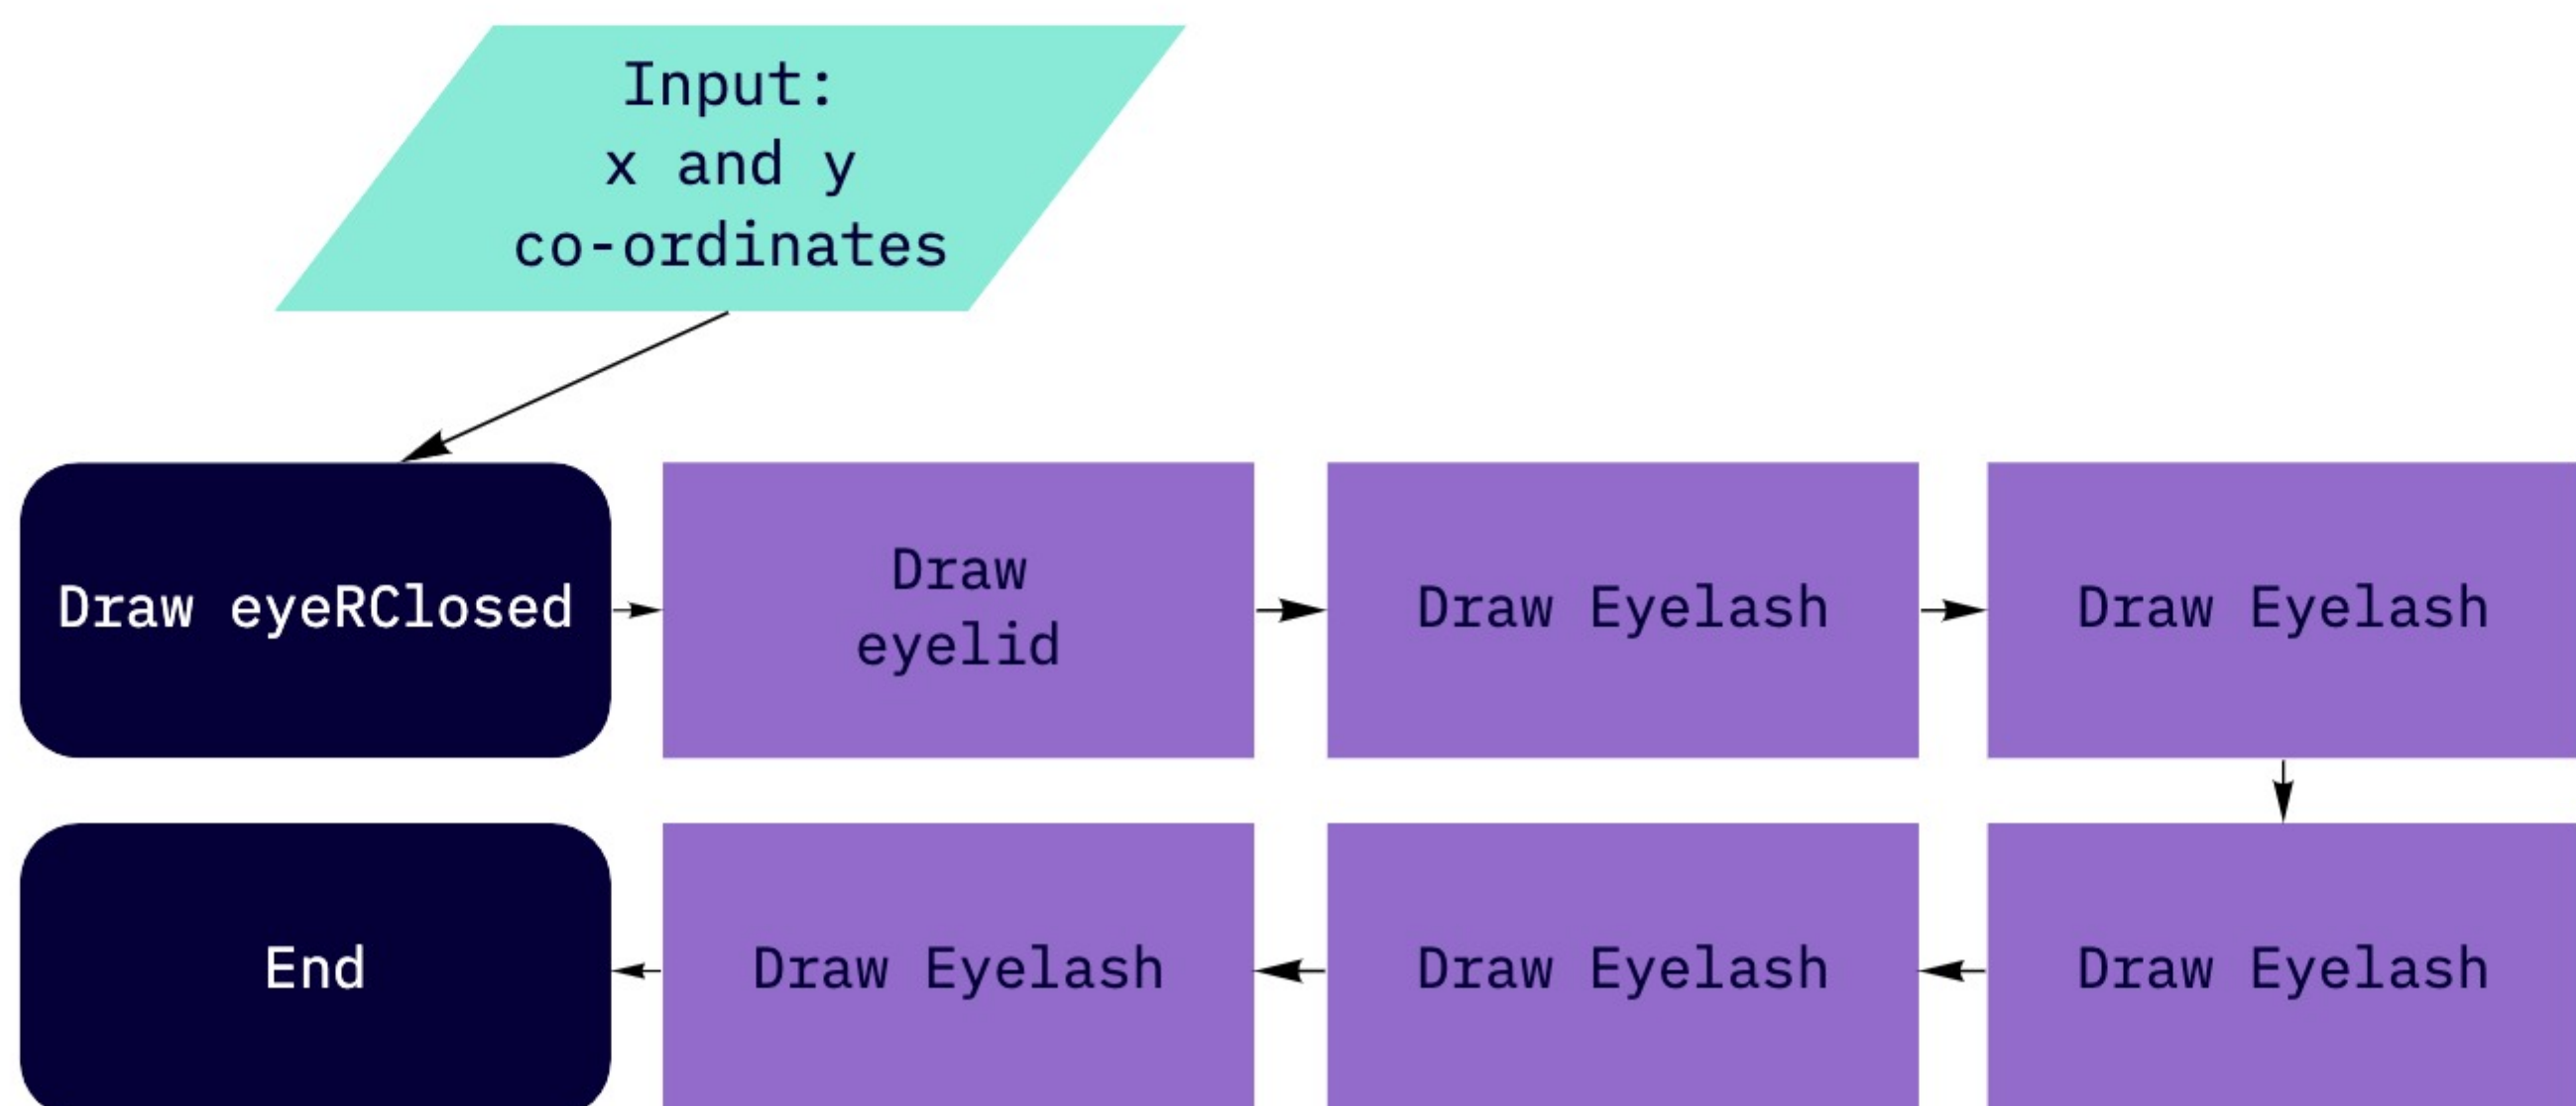 Input:
x and y
co-ordinates
Draw eyeRClosed
Draw
eyelid
Draw Eyelash
Draw Eyelash
End
Draw Eyelash
Draw Eyelash
Draw Eyelash